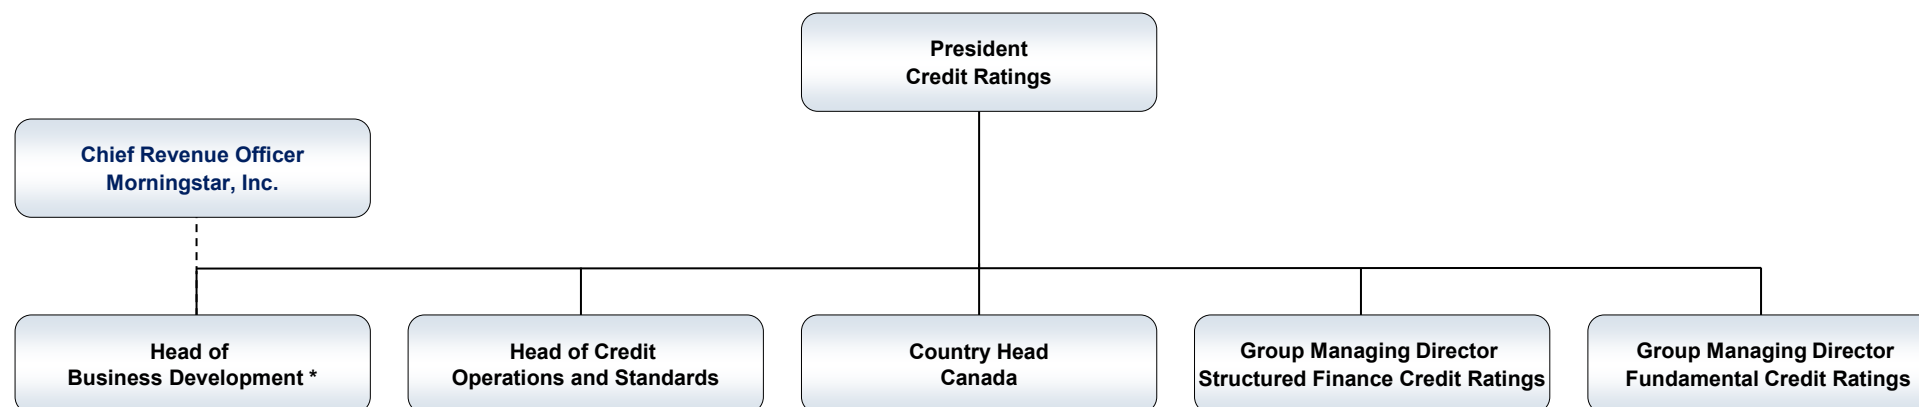 President
Credit Ratings
Chief Revenue Officer
Morningstar, Inc.
Head of
Business Development *
Head of Credit
Operations and Standards
Country Head
Canada
Group Managing Director
Structured Finance Credit Ratings
Group Managing Director
Fundamental Credit Ratings